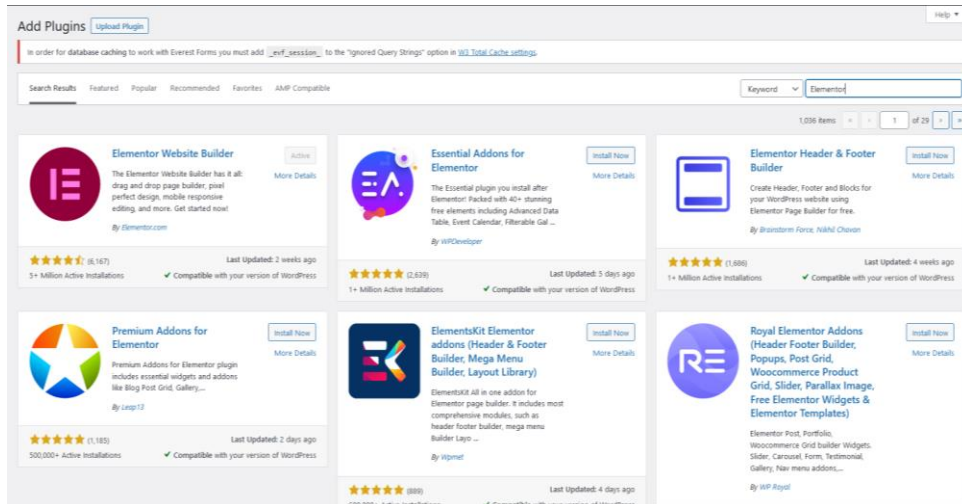 Help
Add Plugins Upload Plugin
In order for database caching to work with Everest Forms you must add _evf_session_ to the "Ignored Query Strings" option in W3 Total Cache settings.
Search Results Featured Popular Recommended Favorites AMP Compatible Keyword Elementor
1,036 items « ‹ 1 of 29 › »
Elementor Website Builder
Active
More Details
The Elementor Website Builder has it all:
drag and drop page builder, pixel
perfect design, mobile responsive
editing, and more. Get started now!
By Elementor.com
(6,167)
Last Updated: 2 weeks ago
5+ Million Active Installations
Compatible with your version of WordPress
Essential Addons for
Elementor
Install Now
More Details
The Essential plugin you install after
Elementor! Packed with 40+ stunning
free elements including Advanced Data
Table, Event Calendar, Filterable Gal ...
By WPDeveloper
(2,639)
Last Updated: 5 days ago
1+ Million Active Installations
Compatible with your version of WordPress
Elementor Header & Footer
Builder
Install Now
More Details
Create Header, Footer and Blocks for
your WordPress website using
Elementor Page Builder for free.
By Brainstorm Force, Nikhil Chavan
(1,686)
Last Updated: 4 weeks ago
1+ Million Active Installations
Compatible with your version of WordPress
Premium Addons for
Elementor
Install Now
More Details
Premium Addons for Elementor plugin
includes essential widgets and addons
like Blog Post Grid, Gallery,...
By Leap13
(1,185)
Last Updated: 2 days ago
500,000+ Active Installations
Compatible with your version of WordPress
ElementsKit Elementor
addons (Header & Footer
Builder, Mega Menu
Builder, Layout Library)
Install Now
More Details
ElementsKit All in one addon for
Elementor page builder. It includes most
comprehensive modules, such as
header footer builder, mega menu
Builder Layo ...
By Wpmet
(889)
Last Updated: 4 days ago
RE
Royal Elementor Addons
(Header Footer Builder,
Popups, Post Grid,
Woocommerce Product
Grid, Slider, Parallax Image,
Free Elementor Widgets &
Elementor Templates)
Install Now
More Details
Elementor Post, Portfolio,
Woocommerce Grid builder Widgets.
Slider, Carousel, Form, Testimonial,
Gallery, Nav menu addons,...
By WP Royal